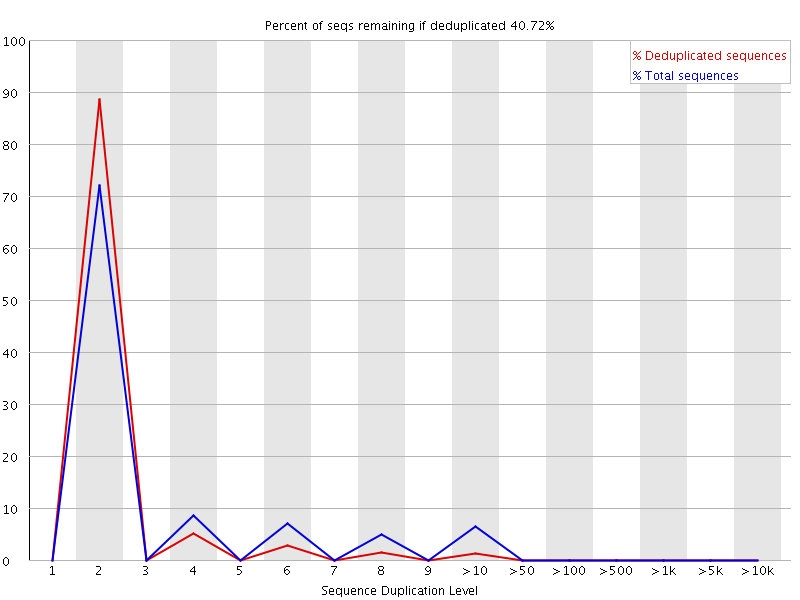 Percent of seqs remaining if deduplicated 40.72%
% Deduplicated sequences
% Total sequences
100
90
80
70
60
50
40
30
20
10
0
1 2 3 4 5 6 7 8 9 >10 >50 >100 >500 >1k >5k >10k
Sequence Duplication Level